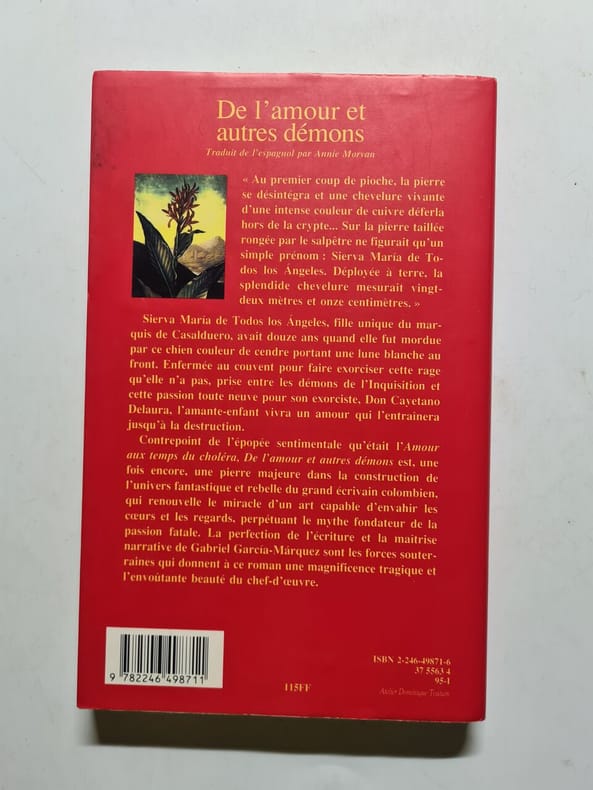 De l'amour et
autres démons
Traduit de l'espagnol par Annie Morvan
« Au premier coup de pioche, la pierre
se désintégra et une chevelure vivante
d'une intense couleur de cuivre déferla
hors de la crypte... Sur la pierre taillée
rongée par le salpêtre ne figurait qu'un
simple prénom : Sierva María de To-
dos los Ángeles. Déployée à terre, la
splendide chevelure mesurait vingt-
deux mètres et onze centimètres. »
Sierva María de Todos los Ángeles, fille unique du mar-
quis de Casalduero, avait douze ans quand elle fut mordue
par ce chien couleur de cendre portant une lune blanche au
front. Enfermée au couvent pour faire exorciser cette rage
qu'elle n'a pas, prise entre les démons de l'Inquisition et
cette passion toute neuve pour son exorciste, Don Cayetano
Delaura, l'amante-enfant vivra un amour qui l'entraînera
jusqu'à la destruction.
Contrepoint de l'épopée sentimentale qu'était l'Amour
aux temps du choléra, De l'amour et autres démons est, une
fois encore, une pierre majeure dans la construction de
l'univers fantastique et rebelle du grand écrivain colombien,
qui renouvelle le miracle d'un art capable d'envahir les
cœurs et les regards, perpétuant le mythe fondateur de la
passion fatale. La perfection de l'écriture et la maîtrise
narrative de Gabriel García-Márquez sont les forces souter-
raines qui donnent à ce roman une magnificence tragique et
l'envoûtante beauté du chef-d'œuvre.
9 782246 498711
115FF
ISBN 2-246-49871-6
37 5563 4
95-I
Atelier Dominique Toutain